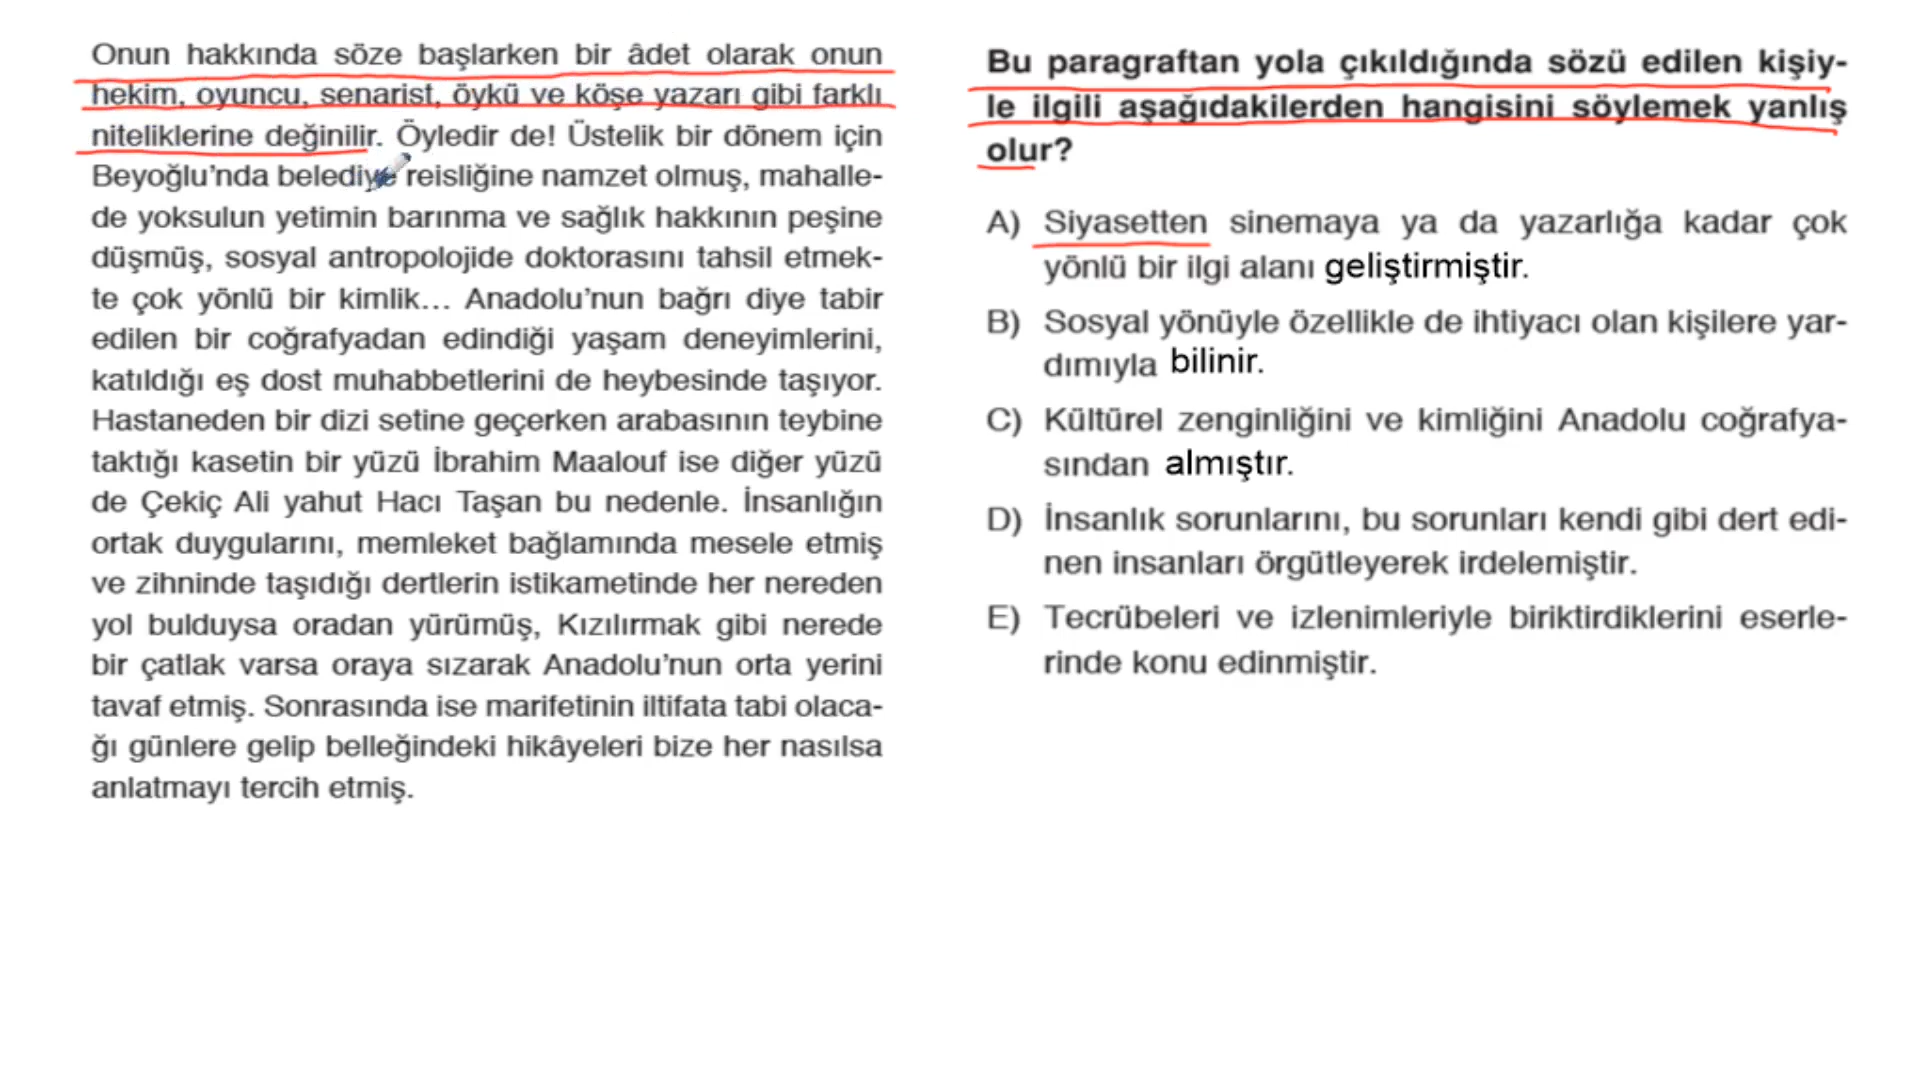 Onun hakkında söze başlarken bir âdet olarak onun
hekim, oyuncu, senarist, öykü ve köşe yazarı gibi farklı
niteliklerine değinilir. Öyledir de! Üstelik bir dönem için
Beyoğlu'nda belediye reisliğine namzet olmuş, mahalle-
de yoksulun yetimin barınma ve sağlık hakkının peşine
düşmüş, sosyal antropolojide doktorasını tahsil etmek-
te çok yönlü bir kimlik... Anadolu'nun bağrı diye tabir
edilen bir coğrafyadan edindiği yaşam deneyimlerini,
katıldığı eş dost muhabbetlerini de heybesinde taşıyor.
Hastaneden bir dizi setine geçerken arabasının teybine
taktığı kasetin bir yüzü İbrahim Maalouf ise diğer yüzü
de Çekiç Ali yahut Hacı Taşan bu nedenle. İnsanlığın
ortak duygularını, memleket bağlamında mesele etmiş
ve zihninde taşıdığı dertlerin istikametinde her nereden
yol bulduysa oradan yürümüş, Kızılırmak gibi nerede
bir çatlak varsa oraya sızarak Anadolu'nun orta yerini
tavaf etmiş. Sonrasında ise marifetinin iltifata tabi olaca-
ğı günlere gelip belleğindeki hikâyeleri bize her nasılsa
anlatmayı tercih etmiş.
Bu paragraftan yola çıkıldığında sözü edilen kişiy-
le ilgili aşağıdakilerden hangisini söylemek yanlış
olur?
A) Siyasetten sinemaya ya da yazarlığa kadar çok
yönlü bir ilgi alanı geliştirmiştir.
B) Sosyal yönüyle özellikle de ihtiyacı olan kişilere yar-
dımıyla bilinir.
C) Kültürel zenginliğini ve kimliğini Anadolu coğrafya-
sından almıştır.
D) İnsanlık sorunlarını, bu sorunları kendi gibi dert edi-
nen insanları örgütleyerek irdelemiştir.
E) Tecrübeleri ve izlenimleriyle biriktirdiklerini eserle-
rinde konu edinmiştir.